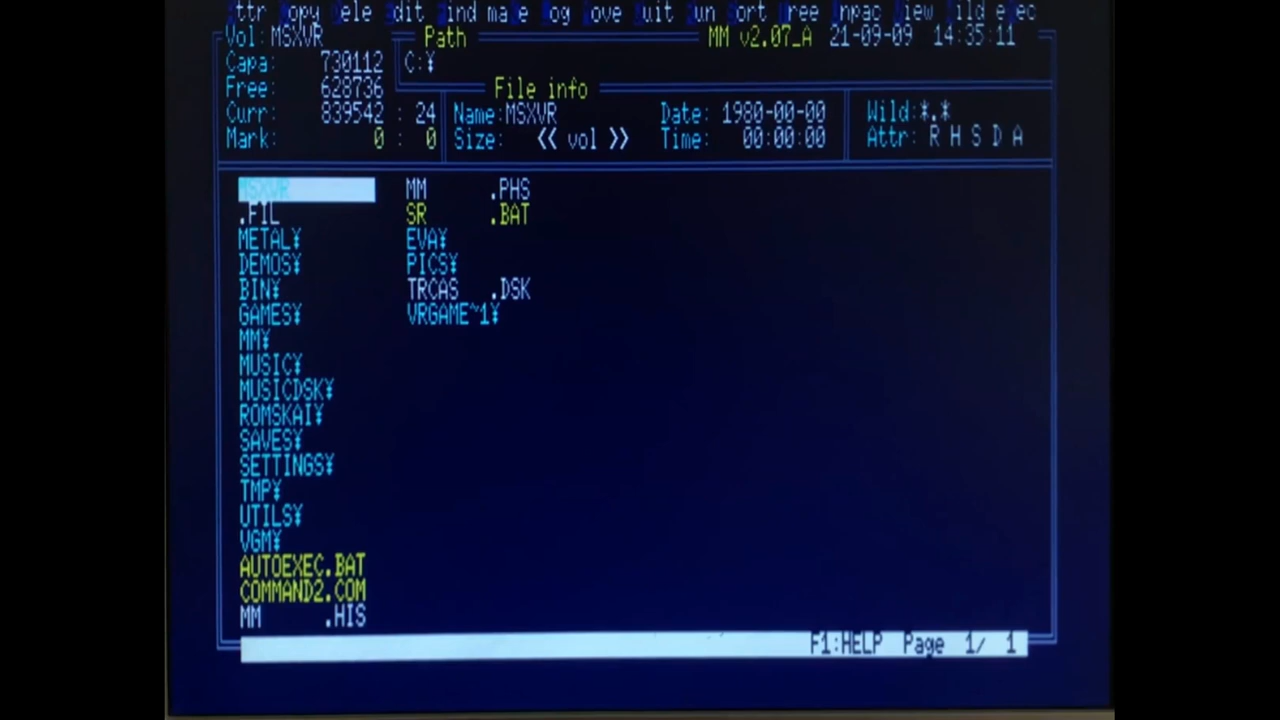 ttr opy ele dit ind ma e og ove uit un ort ree npac iew ild e ec
Vol:MSXVR
Path
MM v2.07_A 21-09-09 14:35:11
Capa: 730112
C:¥
Free: 628736
File info
Curr: 839542 : 24
Name:MSXVR Date: 1980-00-00
Wild:*.*
Mark: 0 : 0
Size: << vol >> Time: 00:00:00
Attr: R H S D A
MSXVR
MM .PHS
.FIL
SR .BAT
METAL¥
EVA¥
DEMOS¥
PICS¥
BIN¥
TRCAS .DSK
GAMES¥
VRGAME~1¥
MM¥
MUSIC¥
MUSICDSK¥
ROMSKAI¥
SAVES¥
SETTINGS¥
TMP¥
UTILS¥
VGM¥
AUTOEXEC.BAT
COMMAND2.COM
MM .HIS
F1:HELP Page 1/ 1